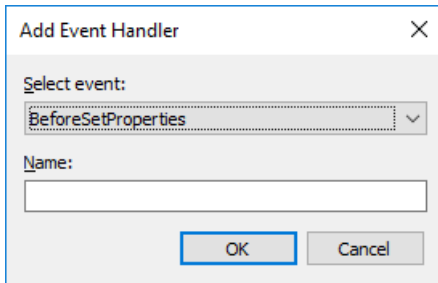 Add Event Handler
Select event:
BeforeSetProperties
Name:
OK Cancel